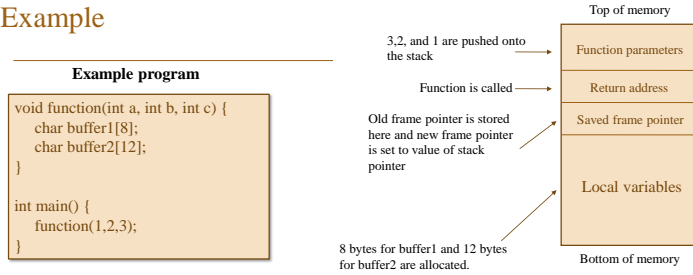 Example
Example program
void function(int a, int b, int c) {
char buffer1[8];
char buffer2[12];
}
int main() {
function(1,2,3);
}
Top of memory
3,2, and 1 are pushed onto
the stack
Function parameters
Function is called
Return address
Old frame pointer is stored
here and new frame pointer
is set to value of stack
pointer
Saved frame pointer
Local variables
8 bytes for buffer1 and 12 bytes
for buffer2 are allocated.
Bottom of memory